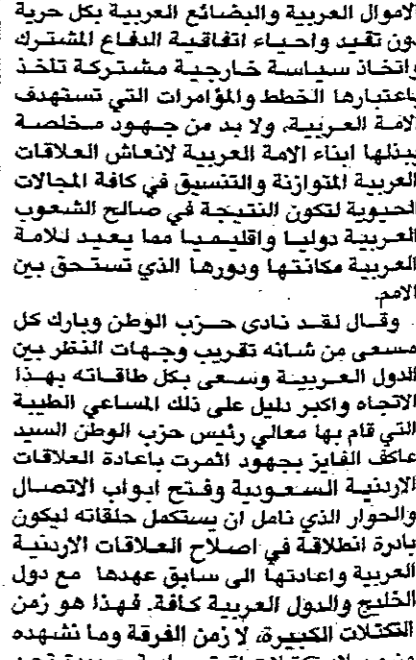 الاموال العربية والبضائع العربية بكل حرية
دون تقيد واحياء اتفاقية الدفاع المشترك
واتخاذ سياسة خارجية مشتركة تأخذ
باعتبارها الخطط والمؤامرات التي تستهدف
الامة العربية، ولا بد من جهود مخلصة
يبذلها ابناء الامة العربية لانعاش العلاقات
العربية المتوازنة والتنسيق في كافة المجالات
الحيوية لتكون النتيجة في صالح الشعوب
العربية دوليا واقليميا مما يعيد للامة
العربية مكانتها ودورها الذي تستحق بين
الامم.
وقال لقد نادى حزب الوطن وبارك كل
مسعى من شانه تقريب وجهات النظر بين
الدول العربية وسعى بكل طاقاته بهذا
الاتجاه واكبر دليل على ذلك المساعي الطيبة
التي قام بها معالي رئيس حزب الوطن السيد
عاكف الفايز بجهود اثمرت باعادة العلاقات
الاردنية السعودية وفتح ابواب الاتصال
والحوار الذي نامل ان يستكمل حلقاته ليكون
بادرة انطلاقة في اصلاح العلاقات الاردنية
العربية واعادتها الى سابق عهدها مع دول
الخليج والدول العربية كافة. فهذا هو زمن
التكتلات الكبيرة، لا زمن الفرقة وما نشهده